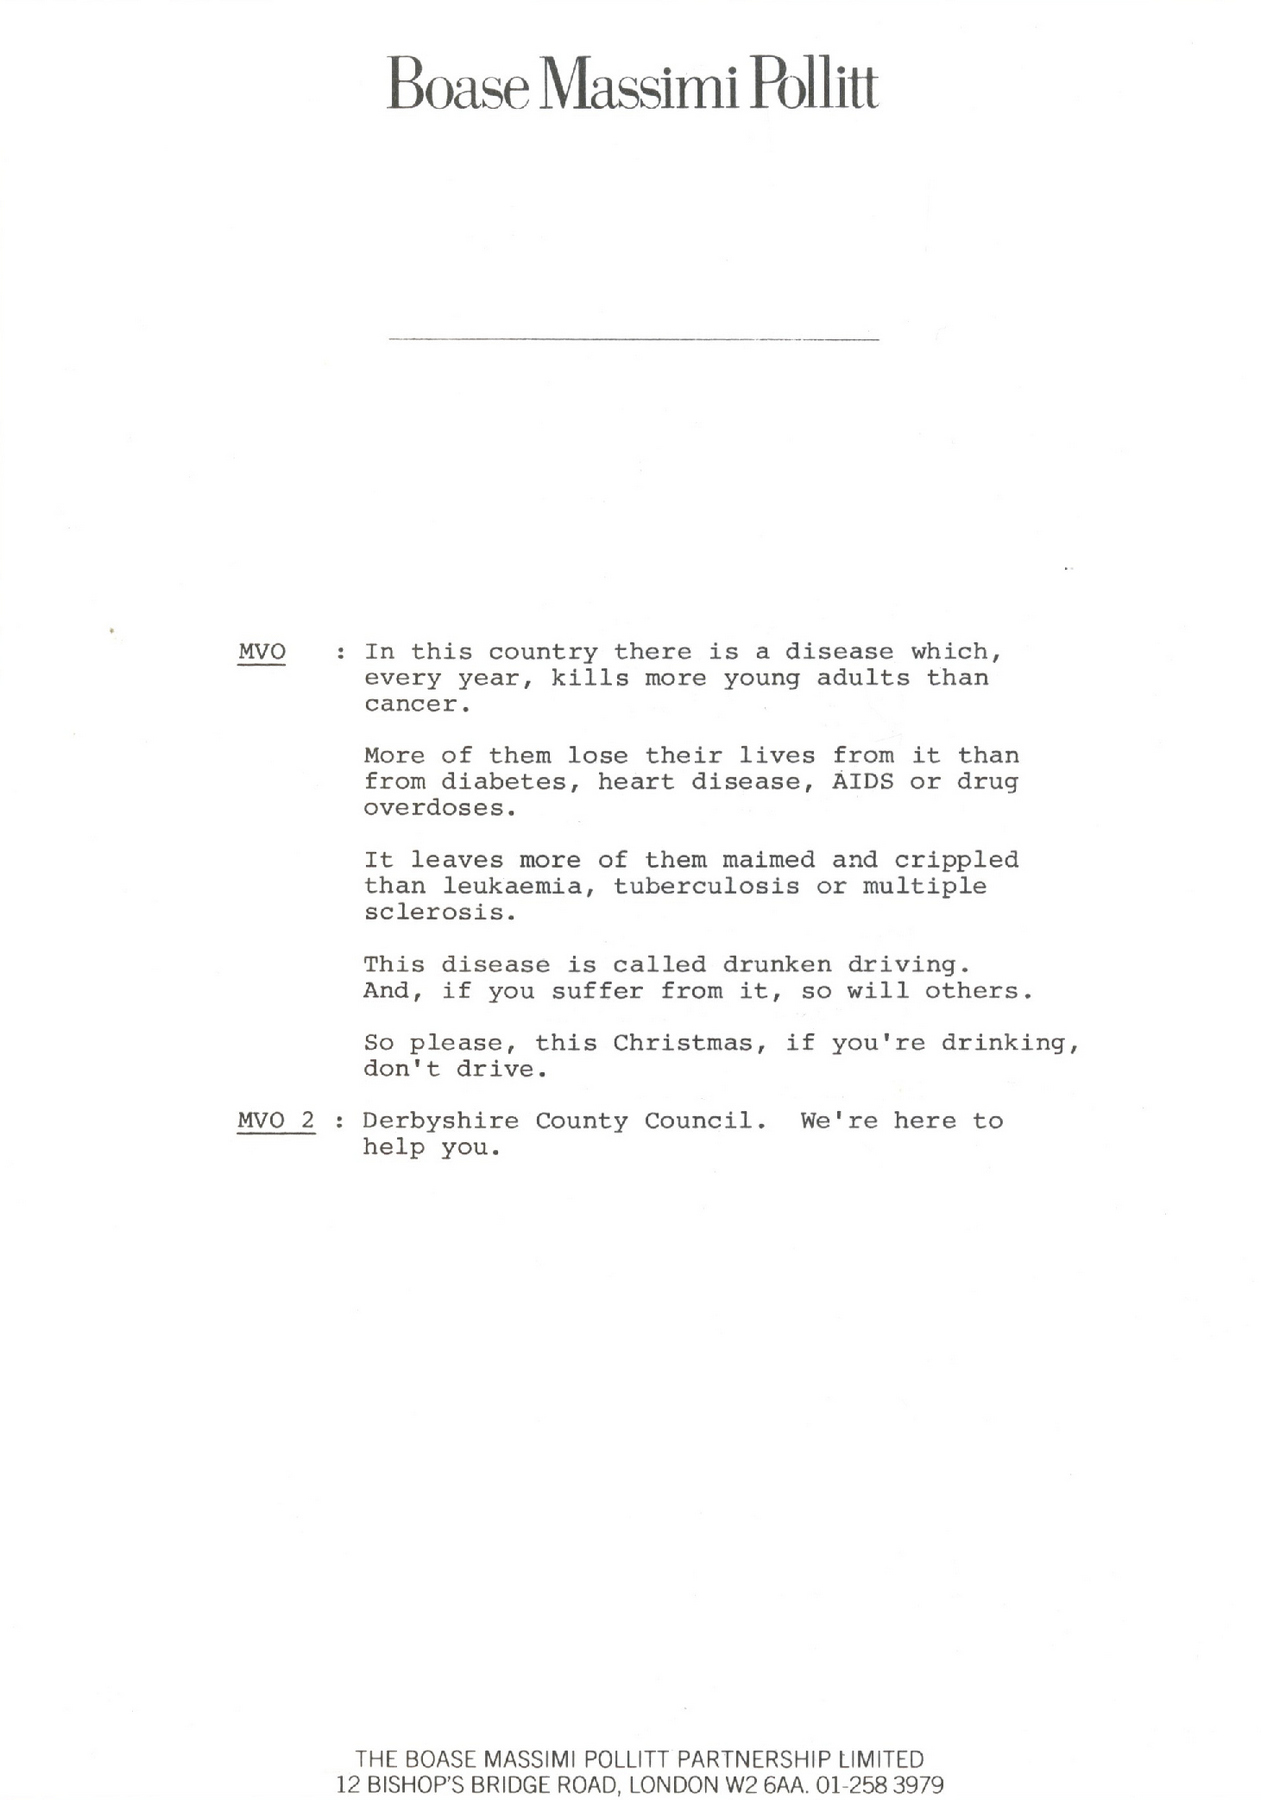 Boase Massimi Pollitt
MVO : In this country there is a disease which,
every year, kills more young adults than
cancer.
More of them lose their lives from it than
from diabetes, heart disease, AIDS or drug
overdoses.
It leaves more of them maimed and crippled
than leukaemia, tuberculosis or multiple
sclerosis.
This disease is called drunken driving.
And, if you suffer from it, so will others.
So please, this Christmas, if you're drinking,
don't drive.
MVO 2 : Derbyshire County Council. We're here to
help you.
THE BOASE MASSIMI POLLITT PARTNERSHIP LIMITED
12 BISHOP'S BRIDGE ROAD, LONDON W2 6AA. 01-258 3979